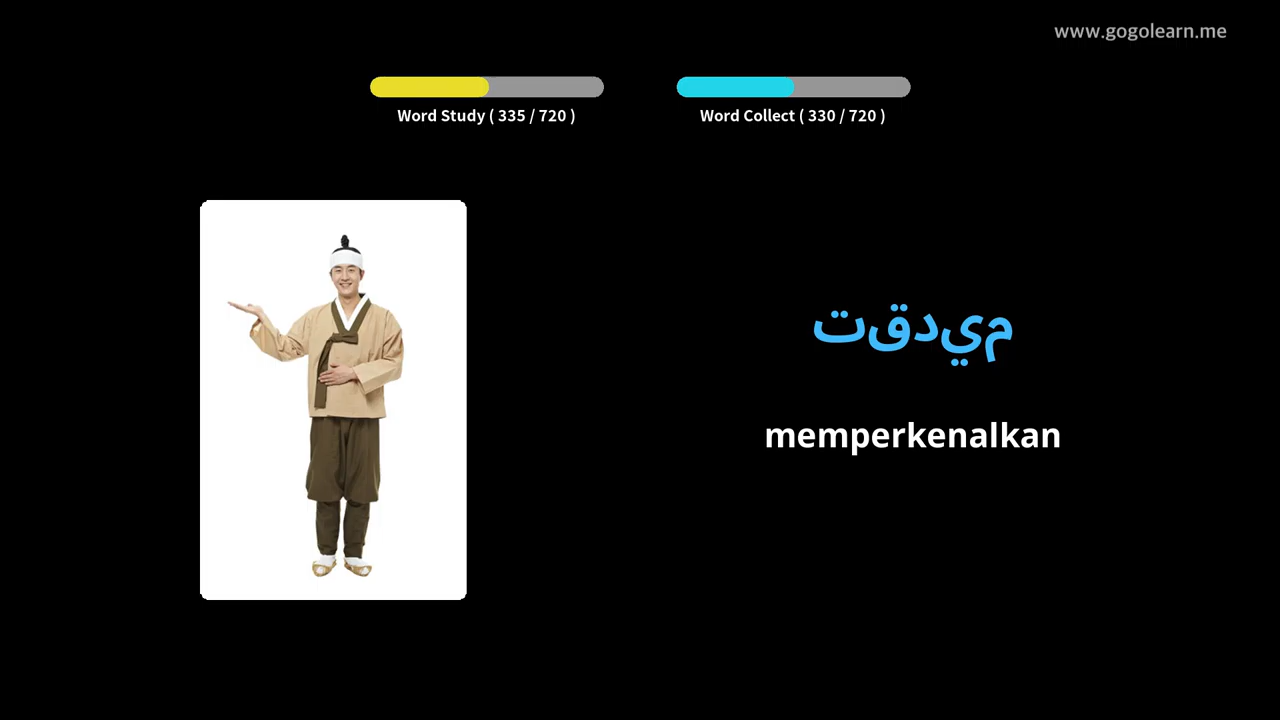 www.gogolearn.me
Word Study ( 335 / 720 )
Word Collect ( 330 / 720 )
تقديم
memperkenalkan